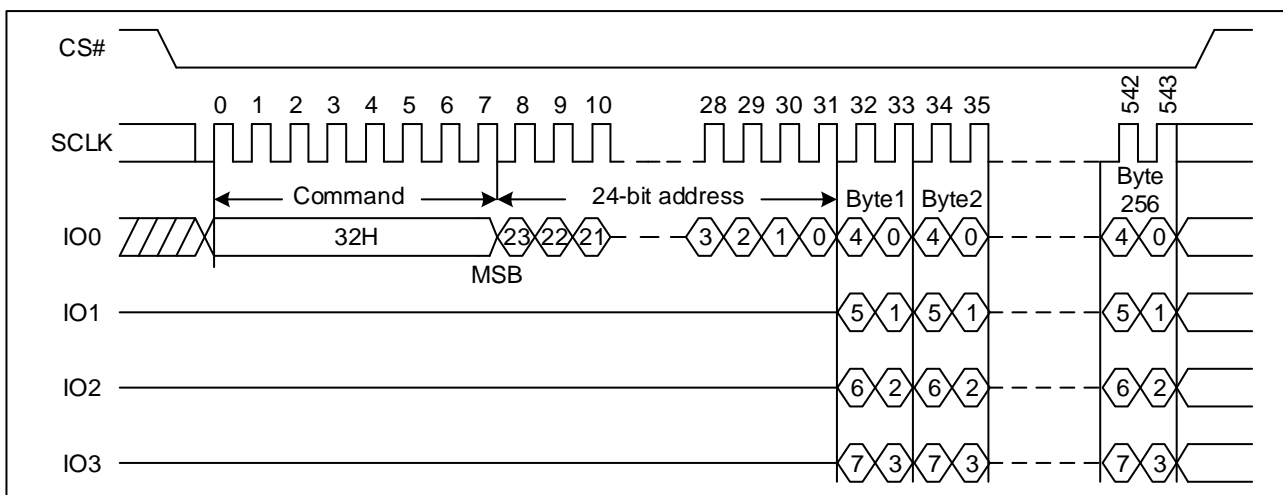 CS#
0 1 2 3 4 5 6 7 8 9 10 28 29 30 31 32 33 34 35 542 543
SCLK
Command 24-bit address Byte1 Byte2 Byte
256
IO0 32H 23 22 21 3 2 1 0 4 0 4 0 4 0
MSB
IO1 5 1 5 1 5 1
IO2 6 2 6 2 6 2
IO3 7 3 7 3 7 3